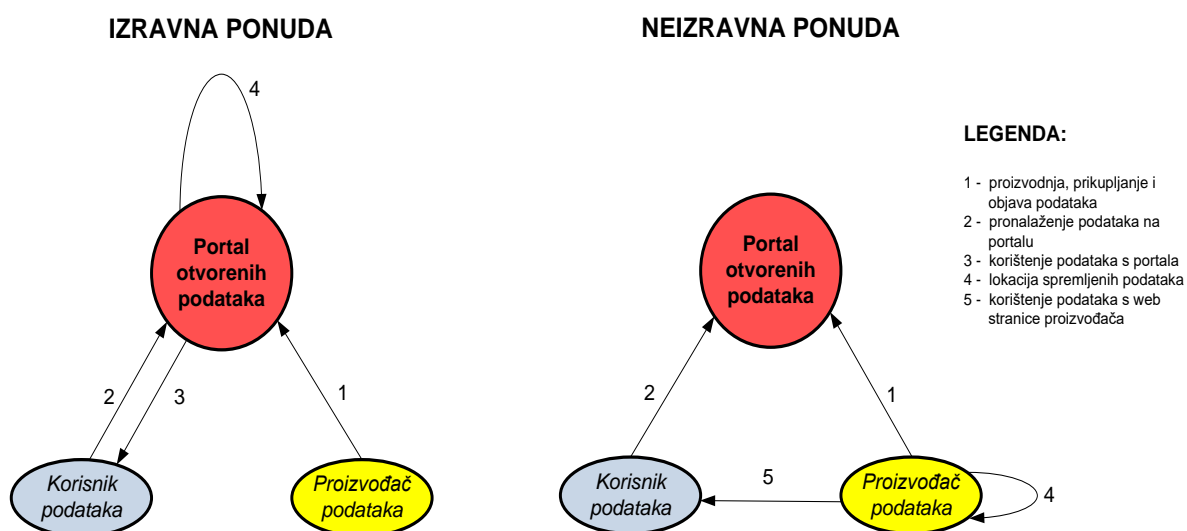 IZRAVNA PONUDA
4
Portal
otvorenih
podataka
2
3
1
Korisnik
podataka
Proizvođač
podataka
NEIZRAVNA PONUDA
Portal
otvorenih
podataka
2
1
Korisnik
podataka
5
Proizvođač
podataka
4
LEGENDA:
1 - proizvodnja, prikupljanje i
objava podataka
2 - pronalaženje podataka na
portalu
3 - korištenje podataka s portala
4 - lokacija spremljenih podataka
5 - korištenje podataka s web
stranice proizvođača